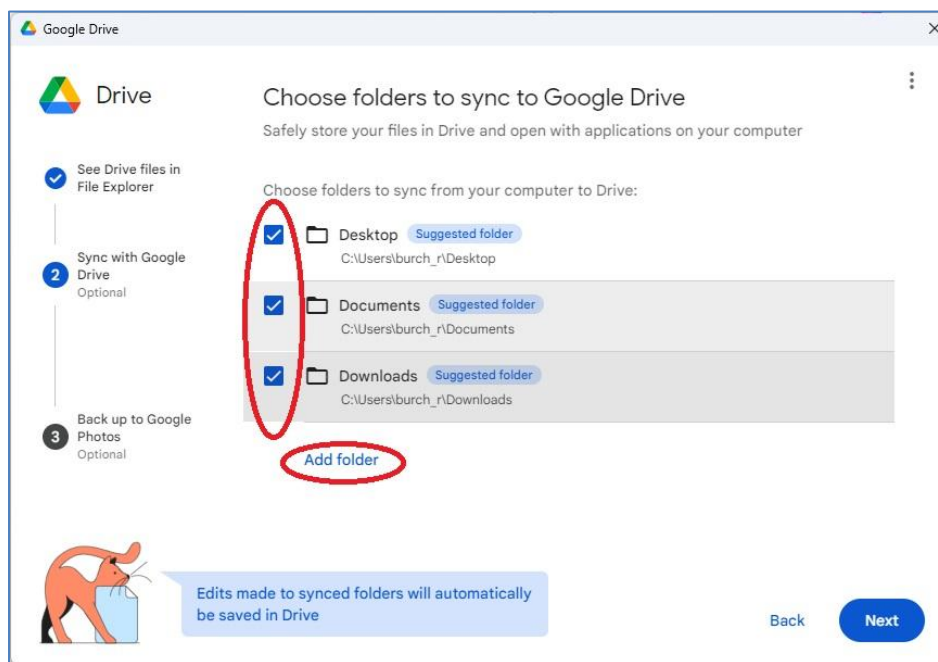 Google Drive
Drive
Choose folders to sync to Google Drive
Safely store your files in Drive and open with applications on your computer
See Drive files in
File Explorer
2
Sync with Google
Drive
Optional
3
Back up to Google
Photos
Optional
Choose folders to sync from your computer to Drive:
Desktop Suggested folder
C:\Users\burch_r\Desktop
Documents Suggested folder
C:\Users\burch_r\Documents
Downloads Suggested folder
C:\Users\burch_r\Downloads
Add folder
Edits made to synced folders will automatically
be saved in Drive
Back
Next